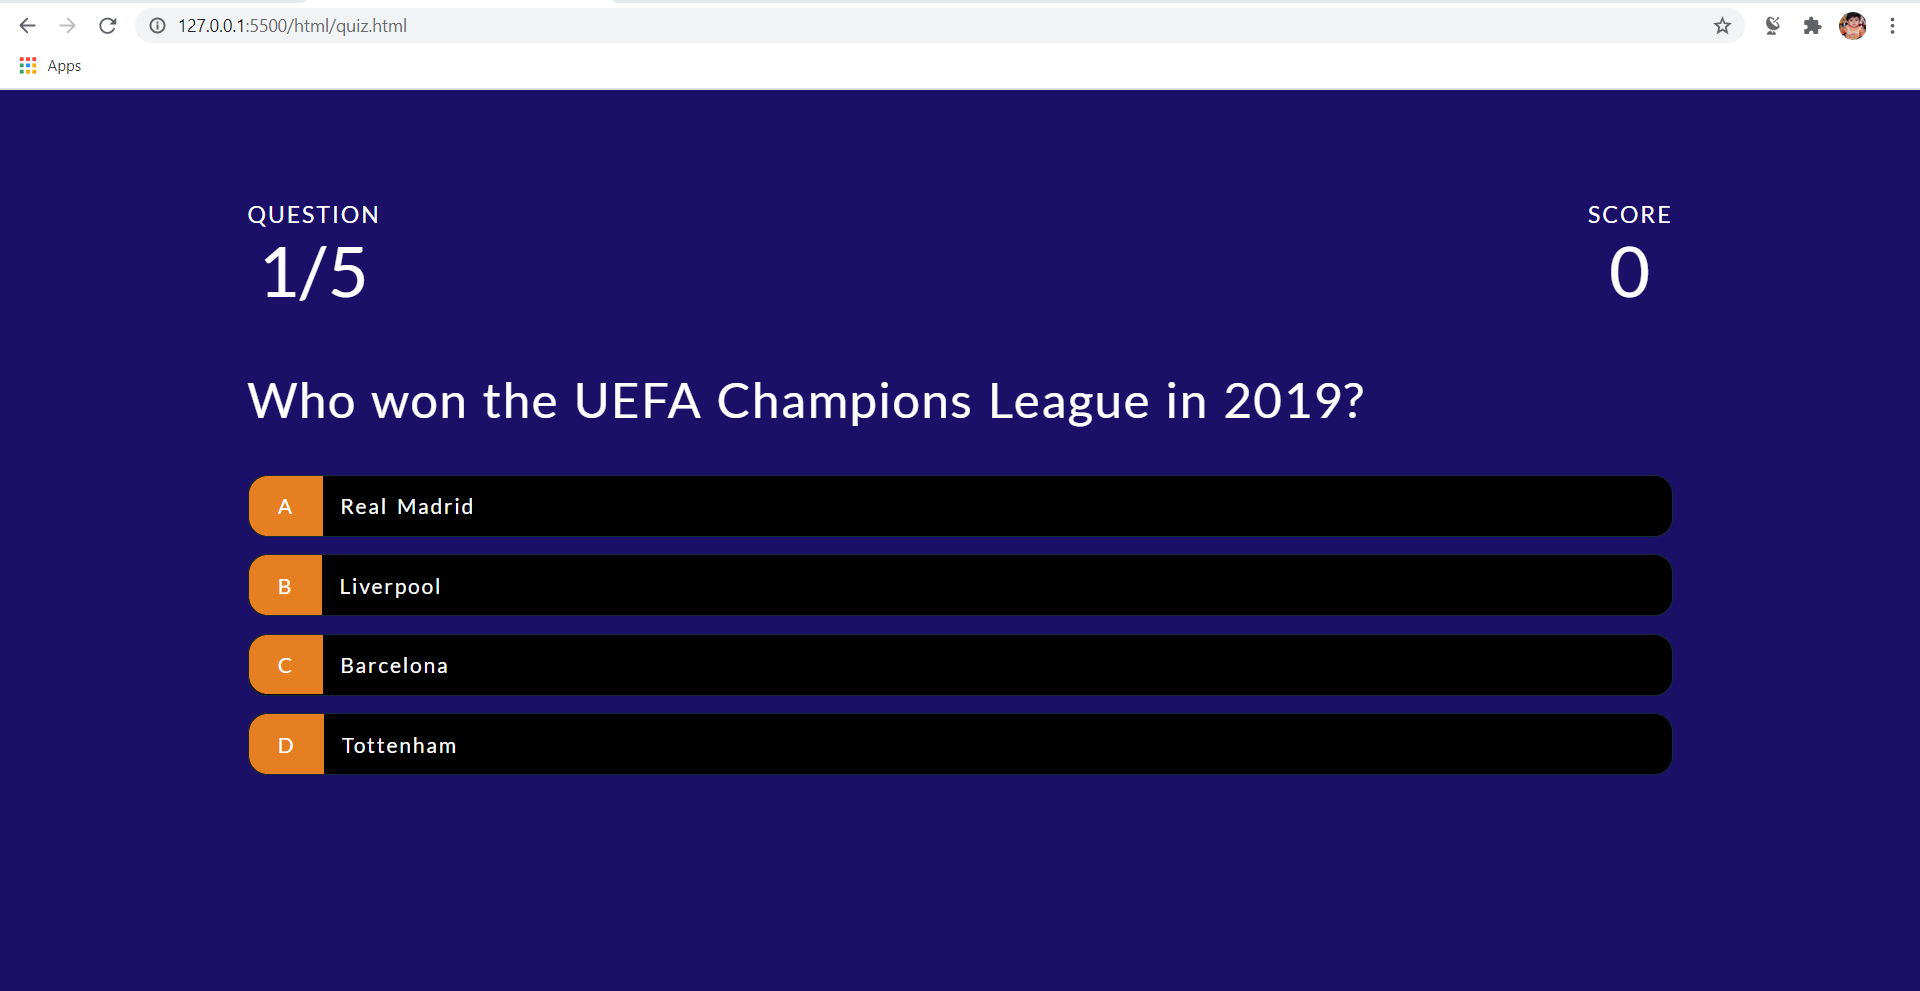 127.0.0.1:5500/html/quiz.html
Apps
QUESTION
SCORE
1/5
0
Who won the UEFA Champions League in 2019?
A Real Madrid
B Liverpool
C Barcelona
D Tottenham